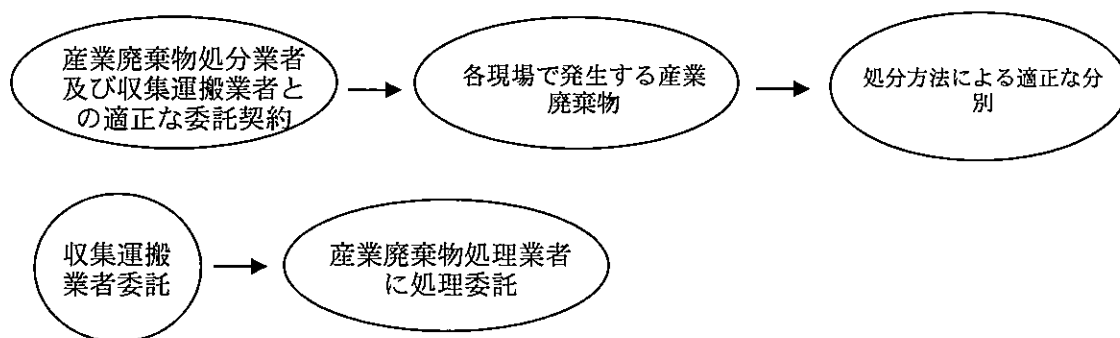 産業廃棄物処分業者
及び収集運搬業者と
の適正な委託契約
各現場で発生する産業
廃棄物
処分方法による適正な分
別
収集運搬
業者委託
産業廃棄物処理業者
に処理委託